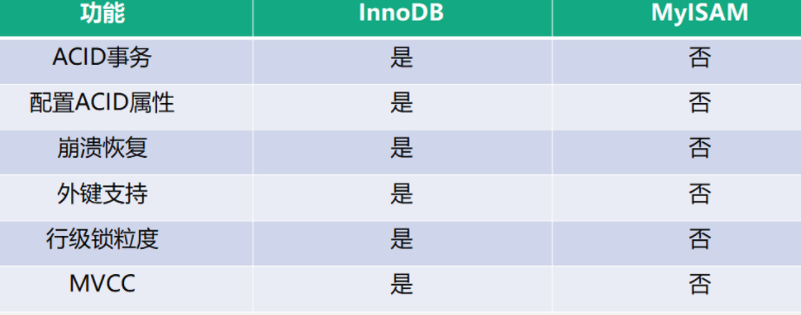 功能 InnoDB MyISAM
ACID事务 是 否
配置ACID属性 是 否
崩溃恢复 是 否
外键支持 是 否
行级锁粒度 是 否
MVCC 是 否